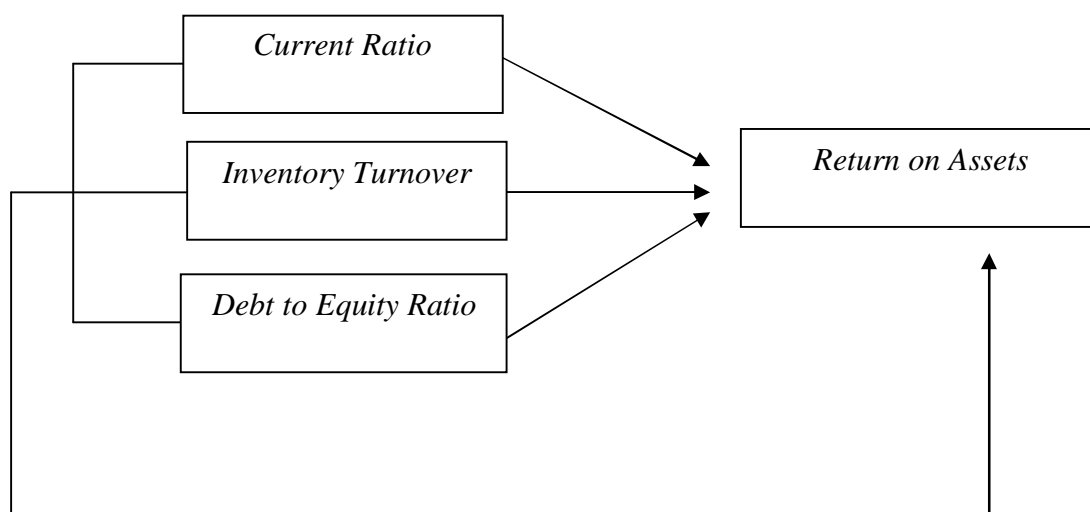 Current Ratio
Inventory Turnover
Return on Assets
Debt to Equity Ratio